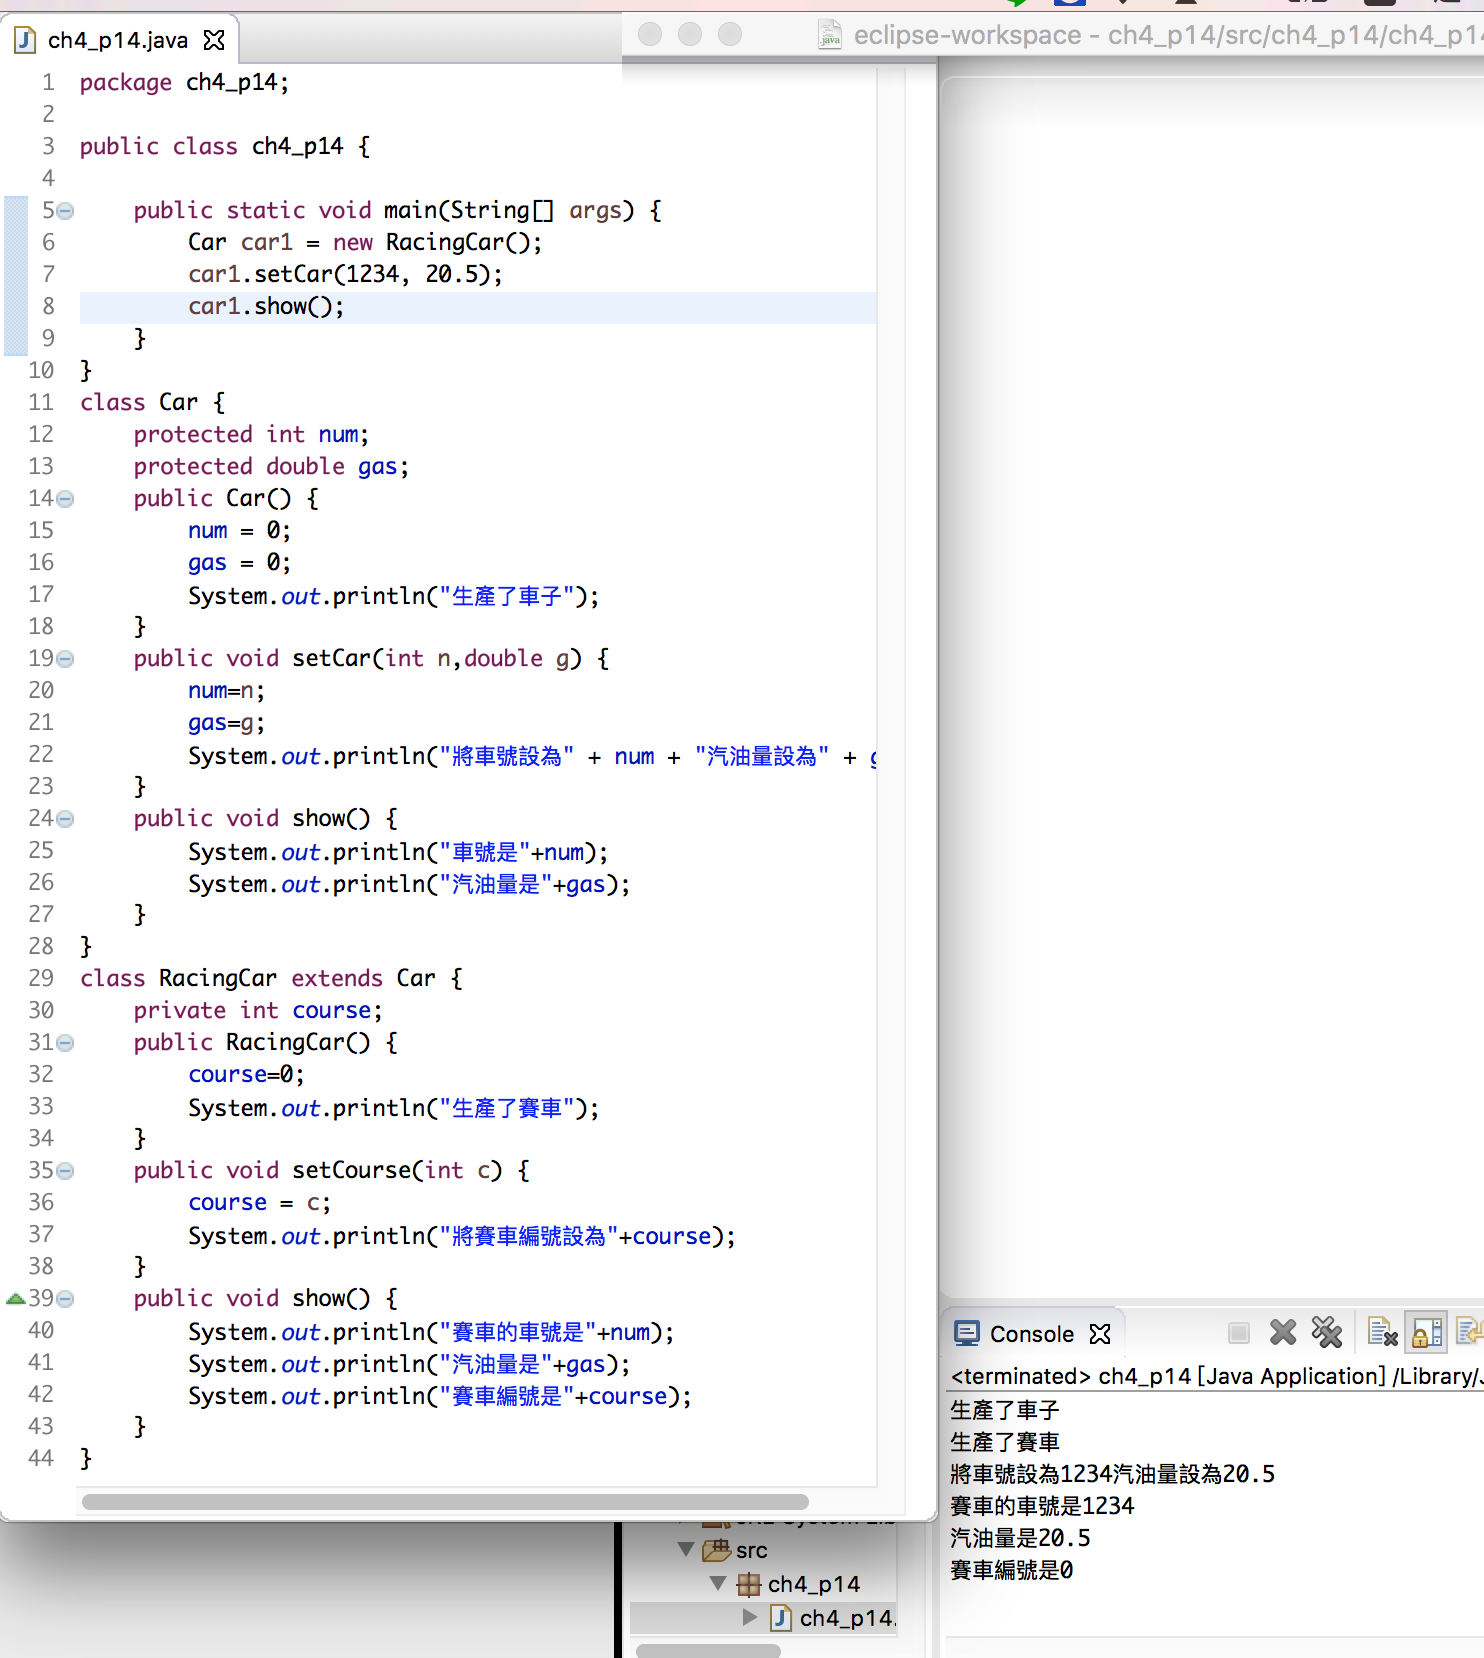 ch4_p14.java
eclipse-workspace - ch4_p14/src/ch4_p14/ch4_p14
1 package ch4_p14;
2
3 public class ch4_p14 {
4
5 public static void main(String[] args) {
6 Car car1 = new RacingCar();
7 car1.setCar(1234, 20.5);
8 car1.show();
9 }
10 }
11 class Car {
12 protected int num;
13 protected double gas;
14 public Car() {
15 num = 0;
16 gas = 0;
17 System.out.println("生產了車子");
18 }
19 public void setCar(int n,double g) {
20 num=n;
21 gas=g;
22 System.out.println("將車號設為" + num + "汽油量設為" + g
23 }
24 public void show() {
25 System.out.println("車號是"+num);
26 System.out.println("汽油量是"+gas);
27 }
28 }
29 class RacingCar extends Car {
30 private int course;
31 public RacingCar() {
32 course=0;
33 System.out.println("生產了賽車");
34 }
35 public void setCourse(int c) {
36 course = c;
37 System.out.println("將賽車編號設為"+course);
38 }
39 public void show() {
40 System.out.println("賽車的車號是"+num);
41 System.out.println("汽油量是"+gas);
42 System.out.println("賽車編號是"+course);
43 }
44 }
Console
<terminated> ch4_p14 [Java Application] /Library/J
生產了車子
生產了賽車
將車號設為1234汽油量設為20.5
賽車的車號是1234
汽油量是20.5
賽車編號是0
src
ch4_p14
ch4_p14.